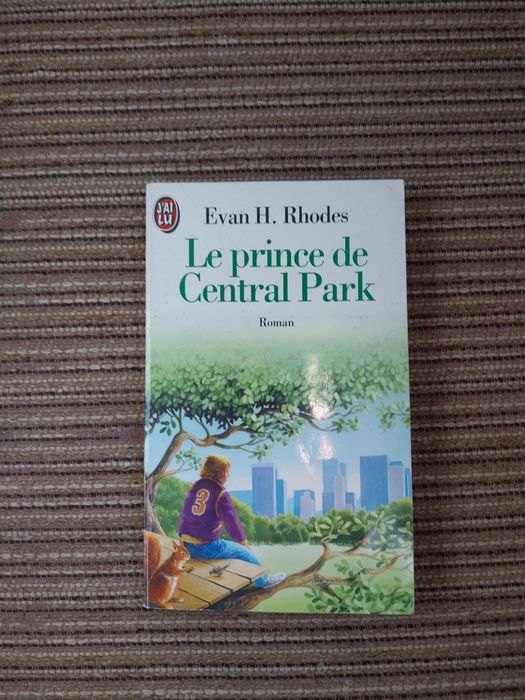 J'AI
LU
Evan H. Rhodes
Le prince de
Central Park
Roman
3